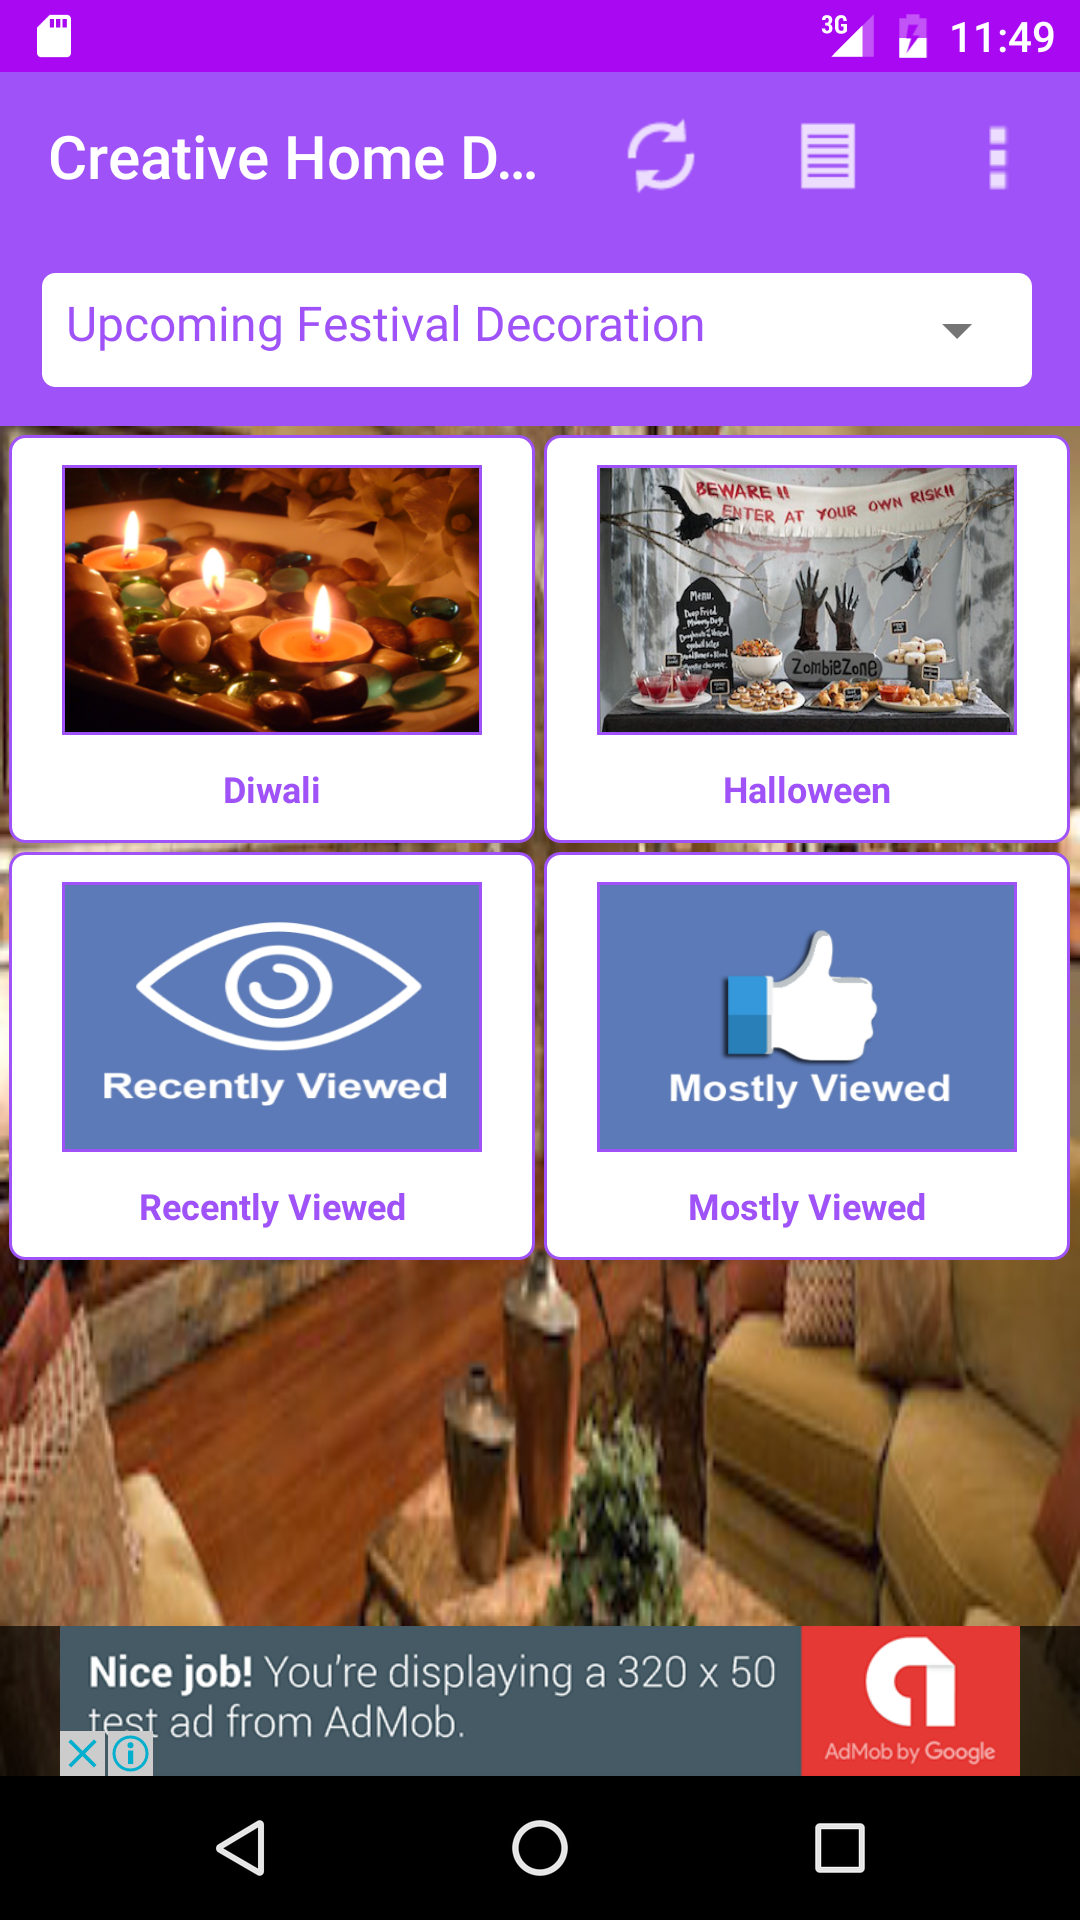 3G 11:49
Creative Home D...
Upcoming Festival Decoration
BEWARE !!
ENTER AT YOUR OWN RISK!!
Menu.
Deep Fried
ZombieZone
Diwali
Halloween
Recently Viewed
Mostly Viewed
Recently Viewed
Mostly Viewed
Nice job! You're displaying a 320 x 50
test ad from AdMob.
AdMob by Google